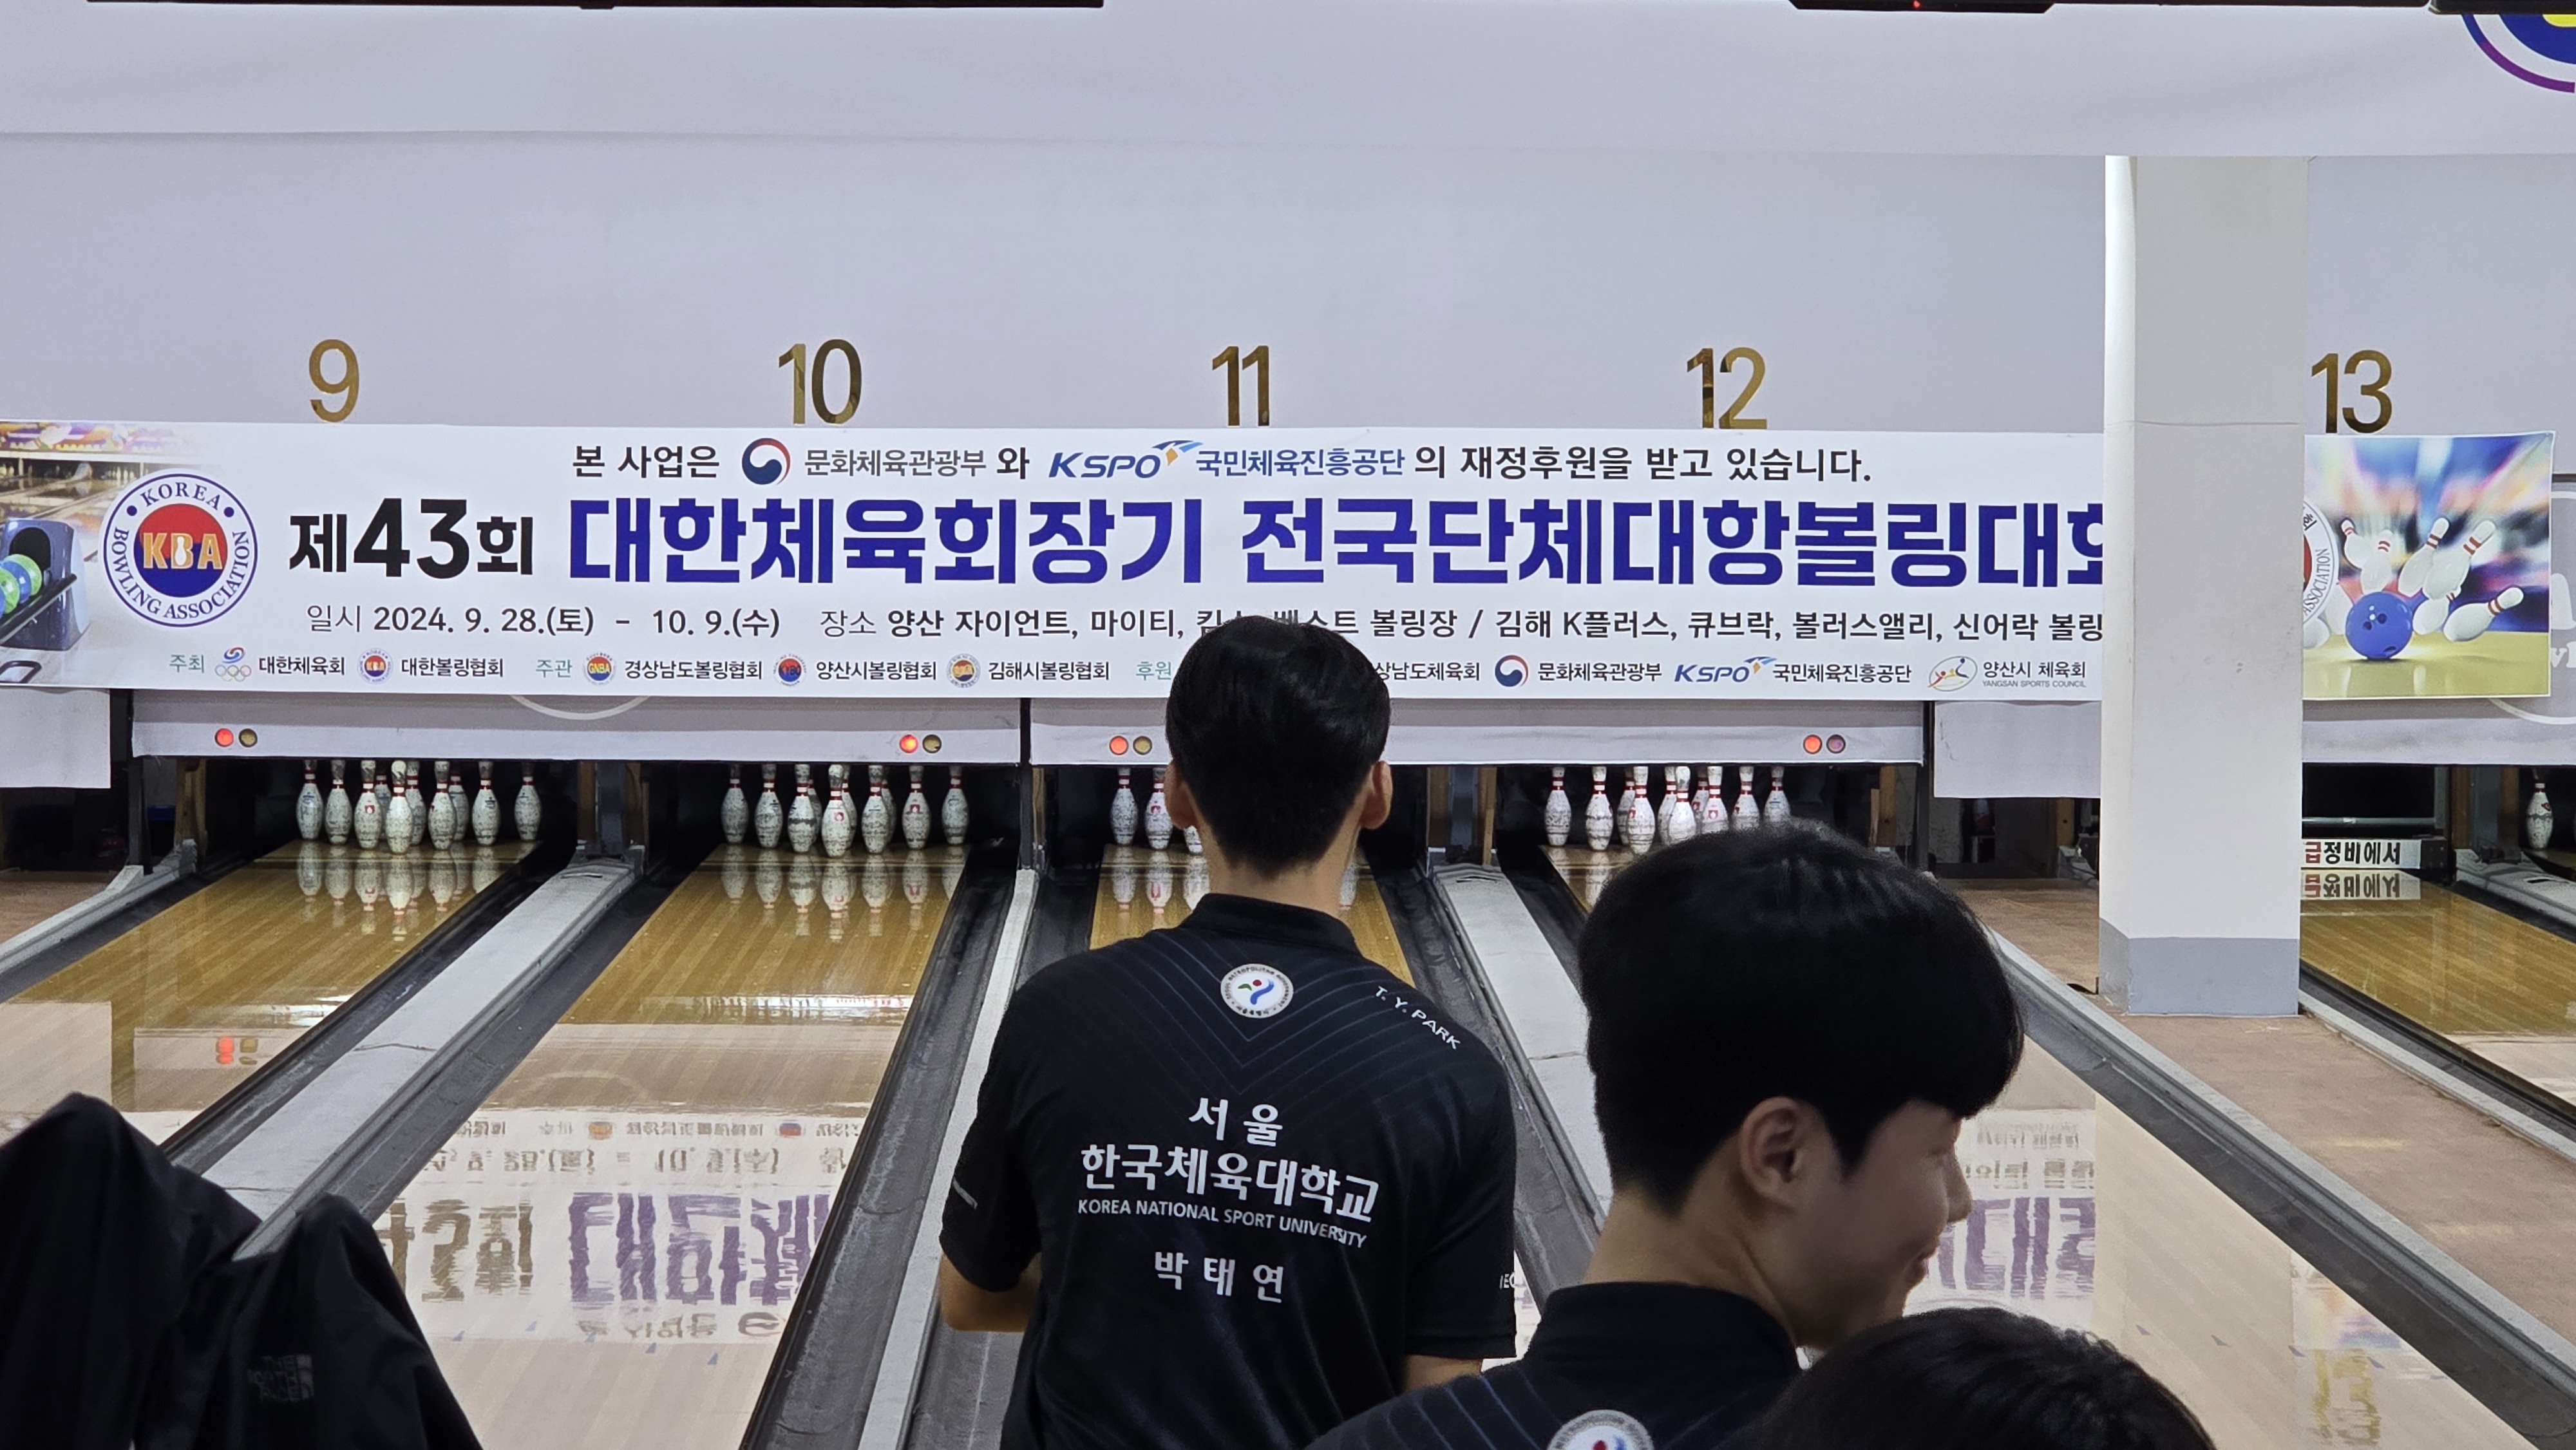 9
10
11
12
13
본 사업은 문화체육관광부 와 KSPO 국민체육진흥공단 의 재정후원을 받고 있습니다.
KOREA BOWLING ASSOCIATION
KBA
제43회 대한체육회장기 전국단체대항볼링대
일시 2024. 9. 28.(토) - 10. 9.(수) 장소 양산 자이언트, 마이티, 볼링장 / 김해 K플러스, 큐브락, 볼러스앨리, 신어락 볼링
주최 대한체육회 KBA 대한볼링협회 주관 GNBA 경상남도볼링협회 양산시볼링협회 김해시볼링협회 후원 상남도체육회 문화체육관광부 KSPO 국민체육진흥공단 양산시 체육회
YANGSAN SPORTS COUNCIL
ASSOCIATION
급정비에서
T. Y. PARK
서울
한국체육대학교
KOREA NATIONAL SPORT UNIVERSITY
박태연